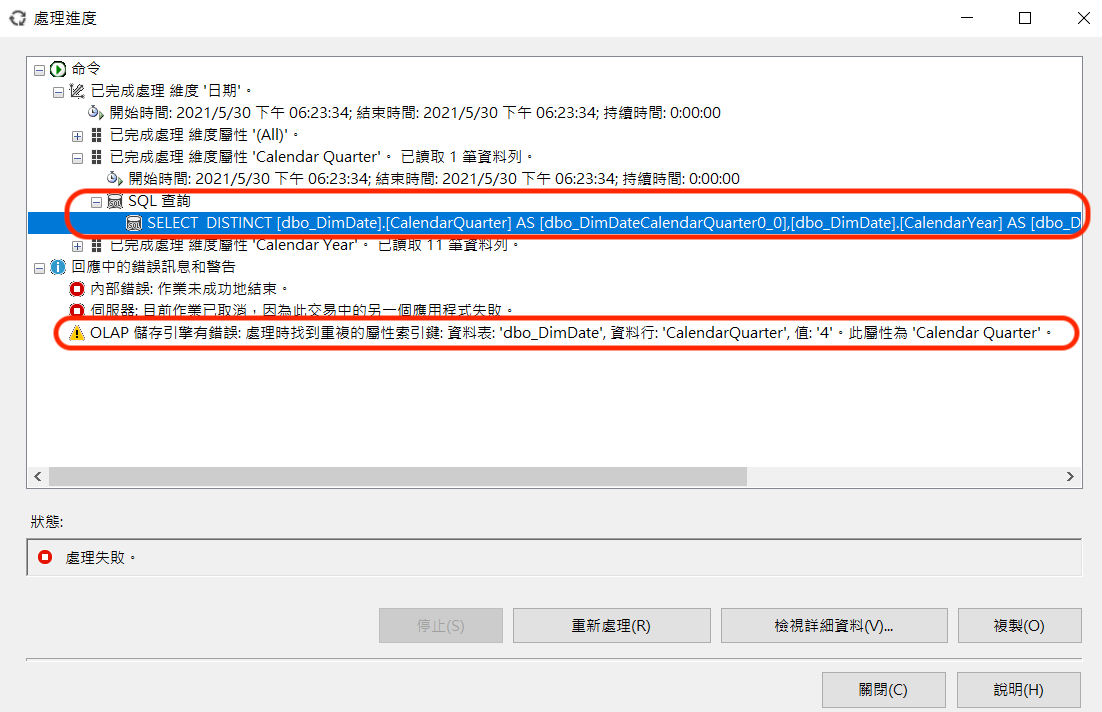 處理進度
命令
已完成處理 維度 '日期'。
開始時間: 2021/5/30 下午 06:23:34; 結束時間: 2021/5/30 下午 06:23:34; 持續時間: 0:00:00
已完成處理 維度屬性 '(All)'。
已完成處理 維度屬性 'Calendar Quarter'。 已讀取 1 筆資料列。
開始時間: 2021/5/30 下午 06:23:34; 結束時間: 2021/5/30 下午 06:23:34; 持續時間: 0:00:00
SQL 查詢
SELECT DISTINCT [dbo_DimDate].[CalendarQuarter] AS [dbo_DimDateCalendarQuarter0_0],[dbo_DimDate].[CalendarYear] AS [dbo_D
已完成處理 維度屬性 'Calendar Year'。 已讀取 11 筆資料列。
回應中的錯誤訊息和警告
內部錯誤: 作業未成功地結束。
伺服器: 目前作業已取消，因為此交易中的另一個應用程式失敗。
OLAP 儲存引擎有錯誤: 處理時找到重複的屬性索引鍵: 資料表: 'dbo_DimDate', 資料行: 'CalendarQuarter', 值: '4'。此屬性為 'Calendar Quarter'。
狀態:
處理失敗。
停止(S) 重新處理(R) 檢視詳細資料(V)... 複製(O)
關閉(C) 說明(H)